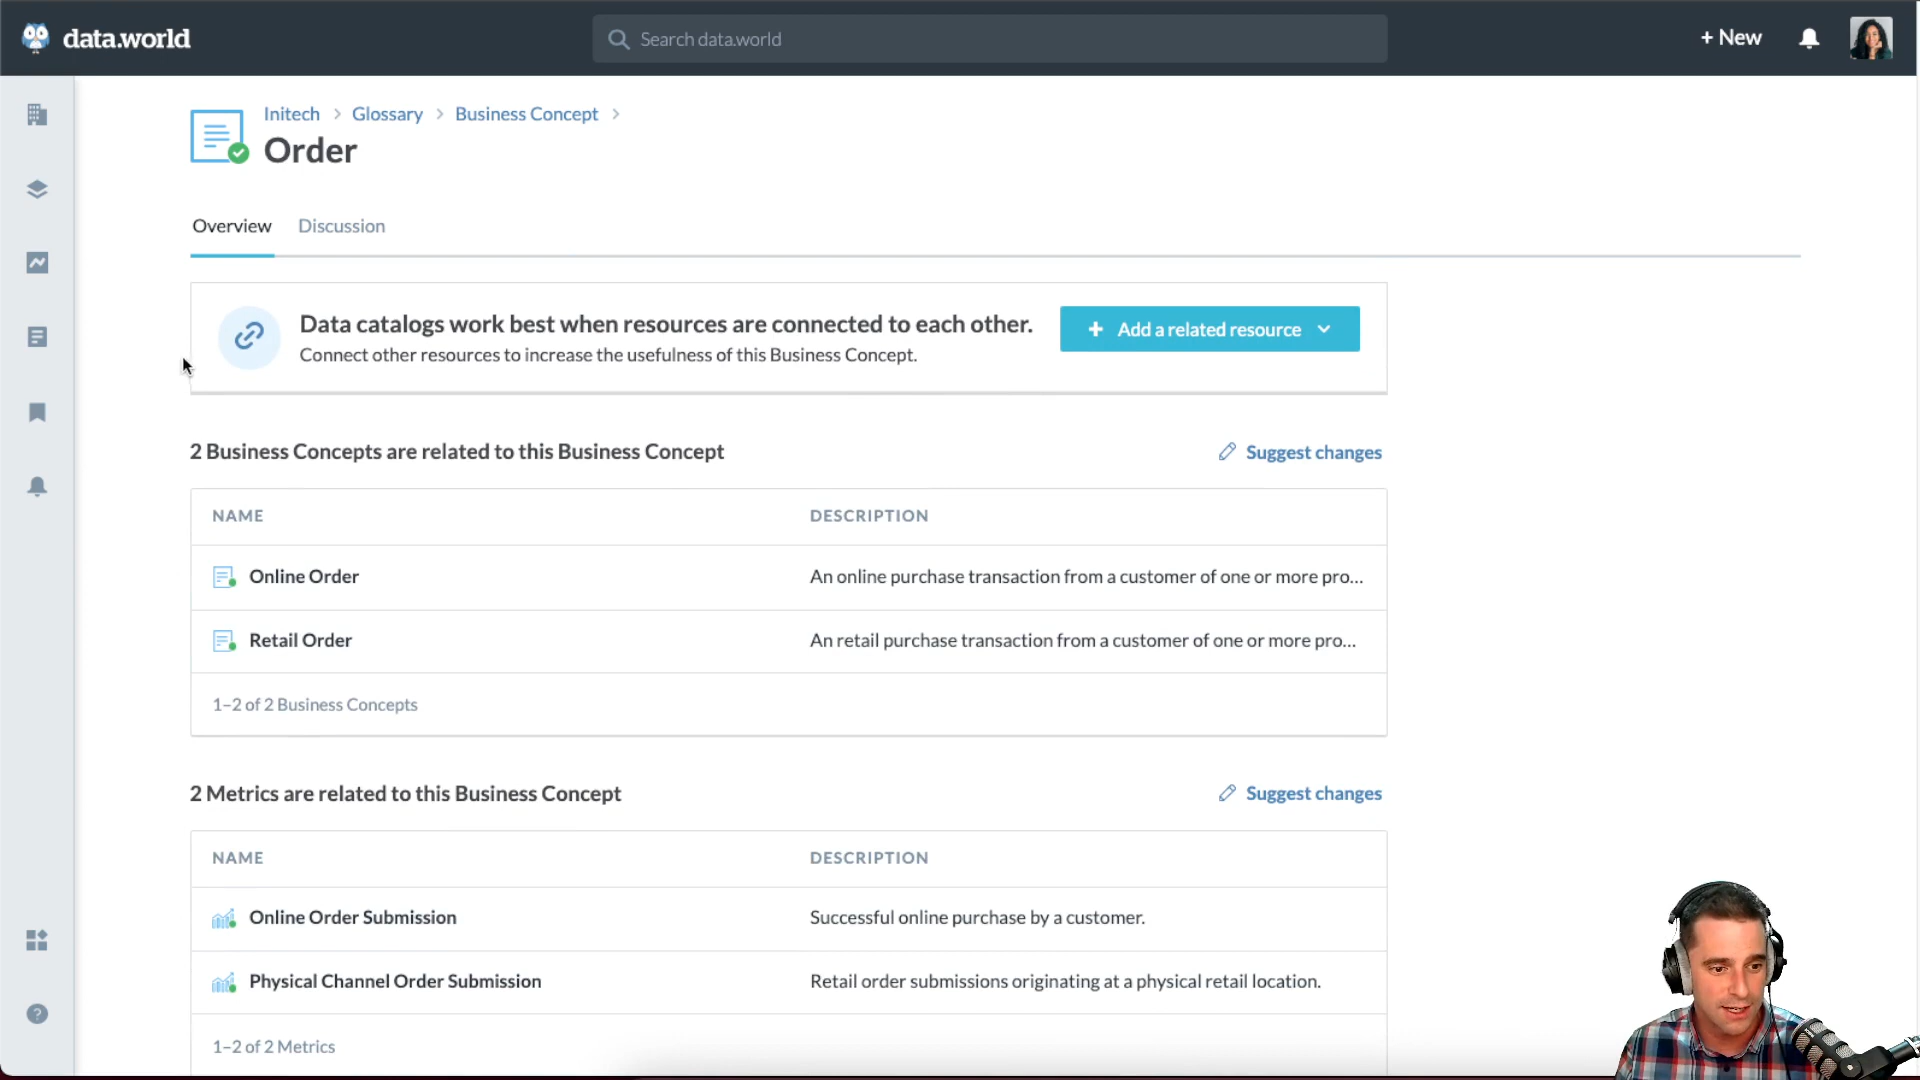 data.world
Search data.world
+ New
Initech > Glossary > Business Concept >
Order
Overview Discussion
Data catalogs work best when resources are connected to each other.
Connect other resources to increase the usefulness of this Business Concept.
+ Add a related resource
2 Business Concepts are related to this Business Concept
Suggest changes
NAME DESCRIPTION
Online Order An online purchase transaction from a customer of one or more pro...
Retail Order An retail purchase transaction from a customer of one or more pro...
1–2 of 2 Business Concepts
2 Metrics are related to this Business Concept
Suggest changes
NAME DESCRIPTION
Online Order Submission Successful online purchase by a customer.
Physical Channel Order Submission Retail order submissions originating at a physical retail location.
1–2 of 2 Metrics